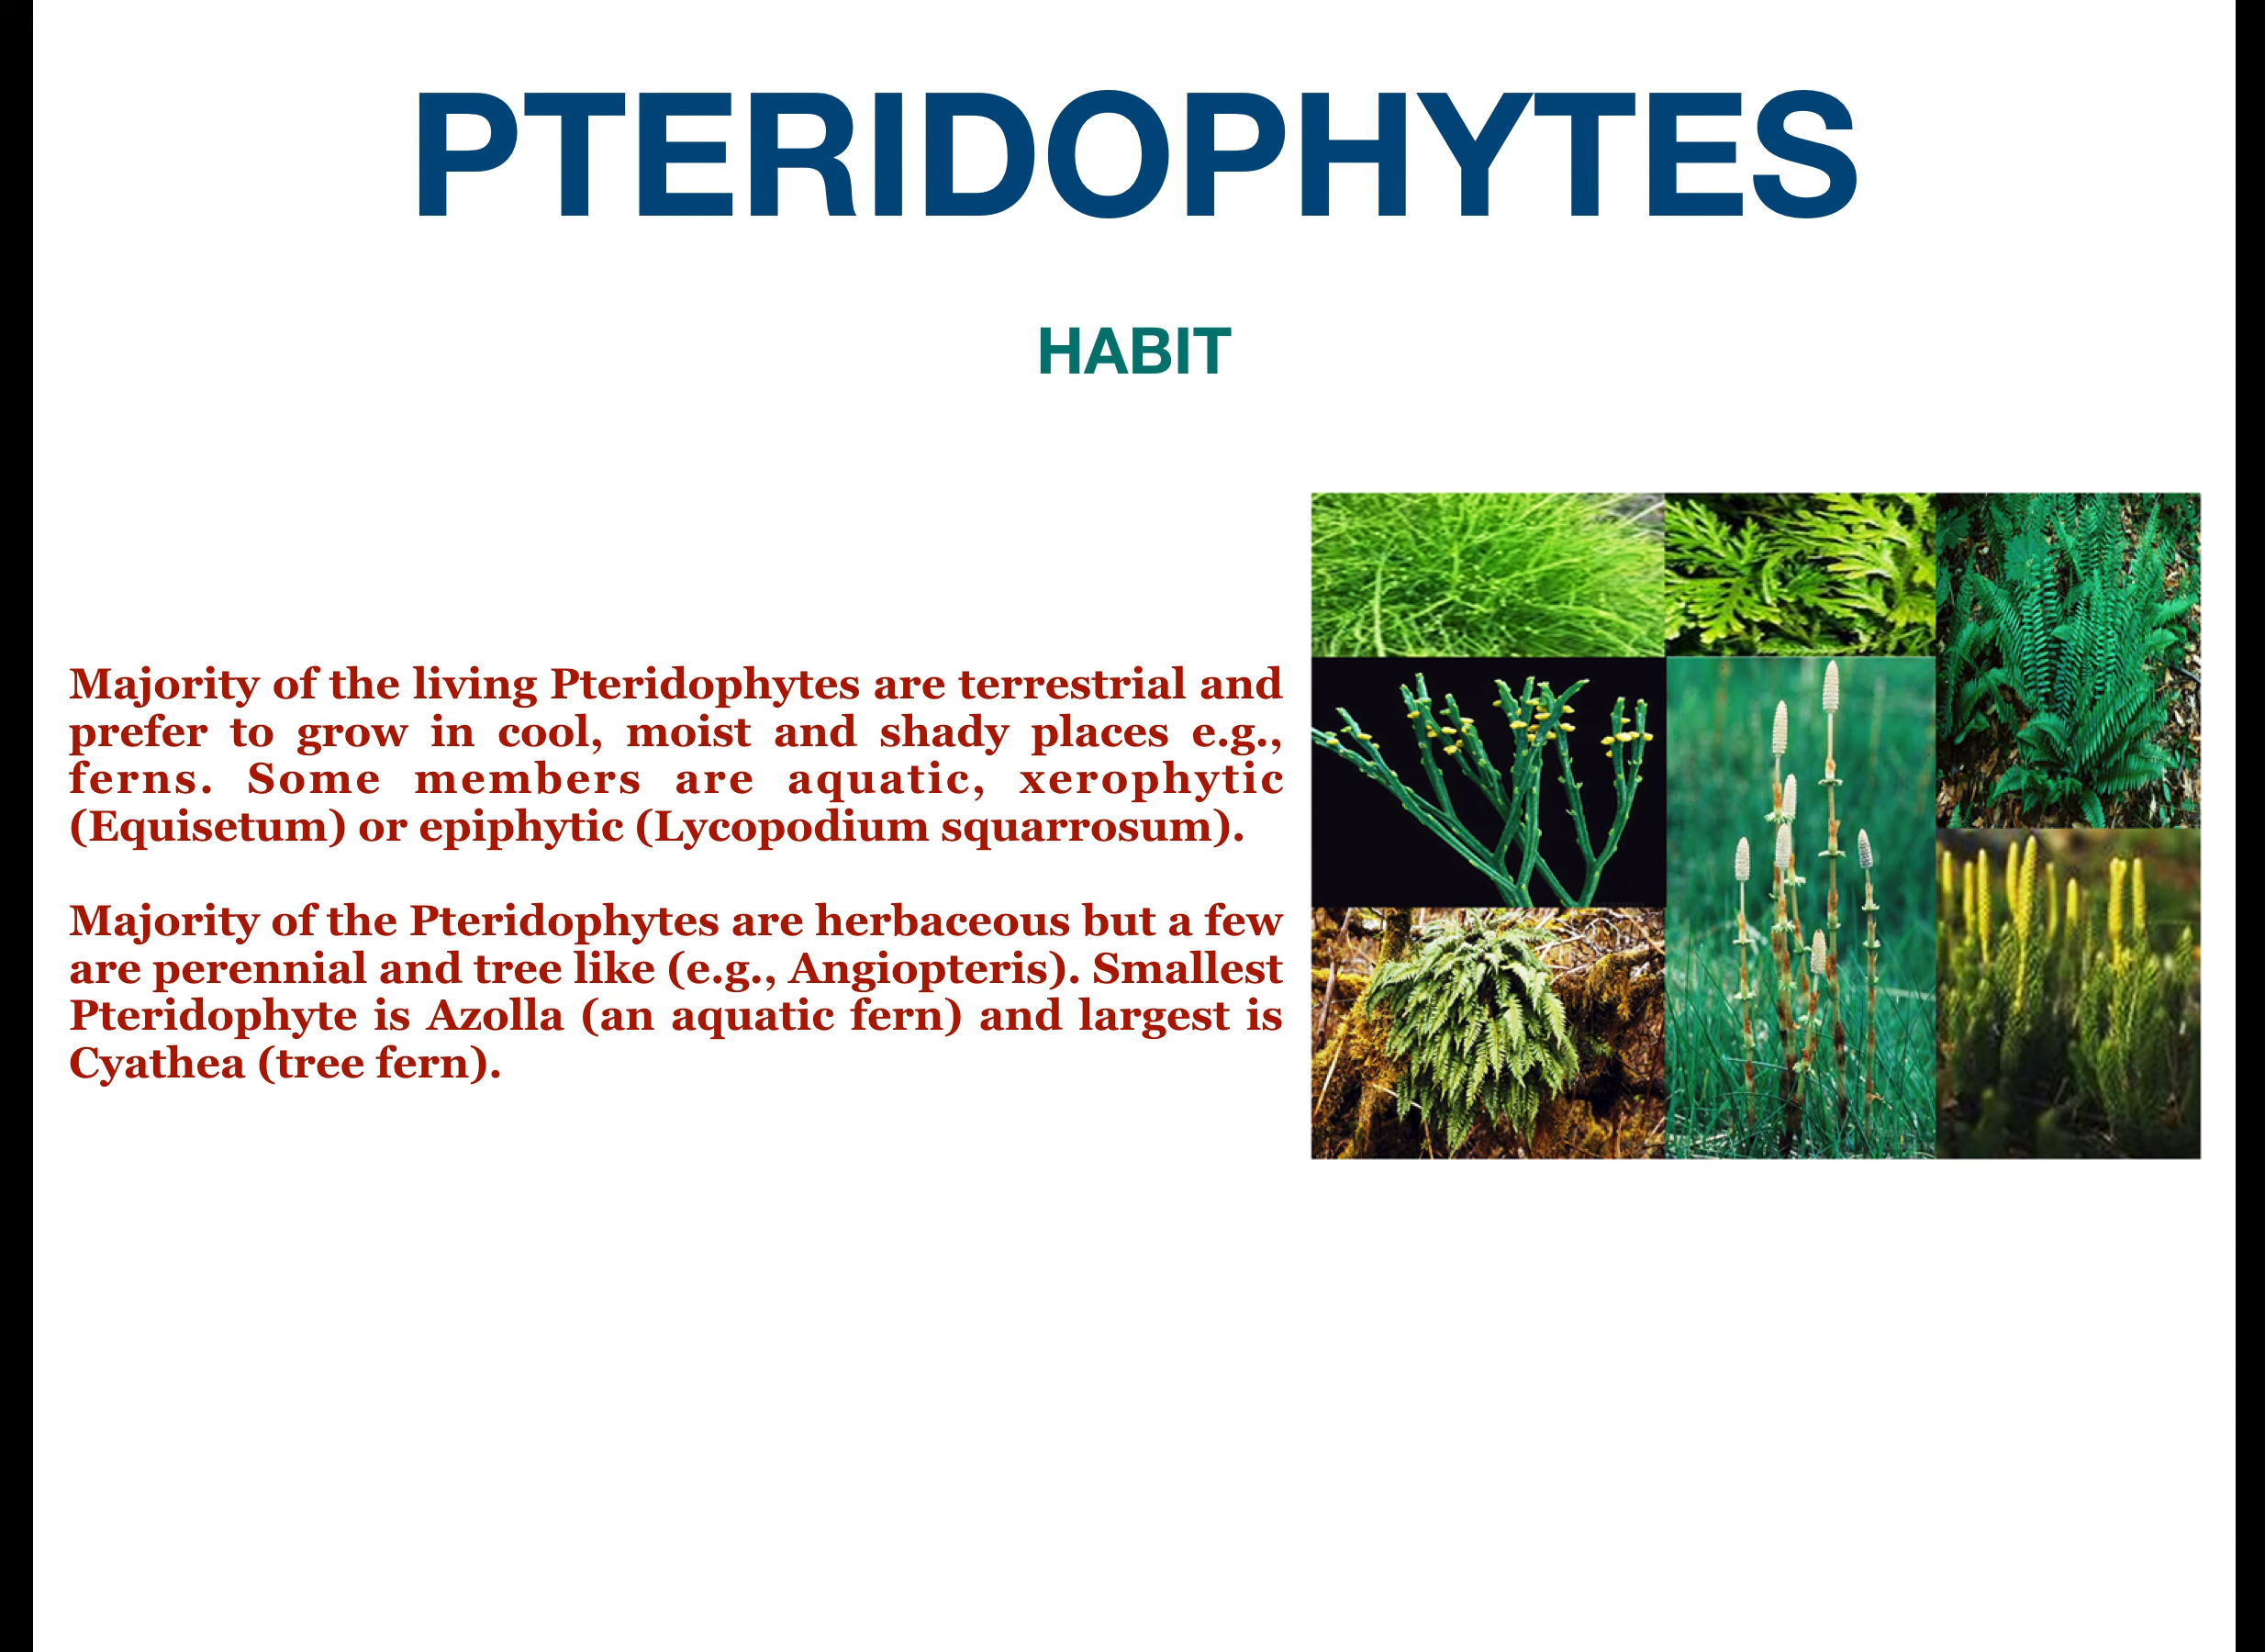 PTERIDOPHYTES
HABIT
Majority of the living Pteridophytes are terrestrial and
prefer to grow in cool, moist and shady places e.g.,
ferns. Some members are aquatic, xerophytic
(Equisetum) or epiphytic (Lycopodium squarrosum).
Majority of the Pteridophytes are herbaceous but a few
are perennial and tree like (e.g., Angiopteris). Smallest
Pteridophyte is Azolla (an aquatic fern) and largest is
Cyathea (tree fern).